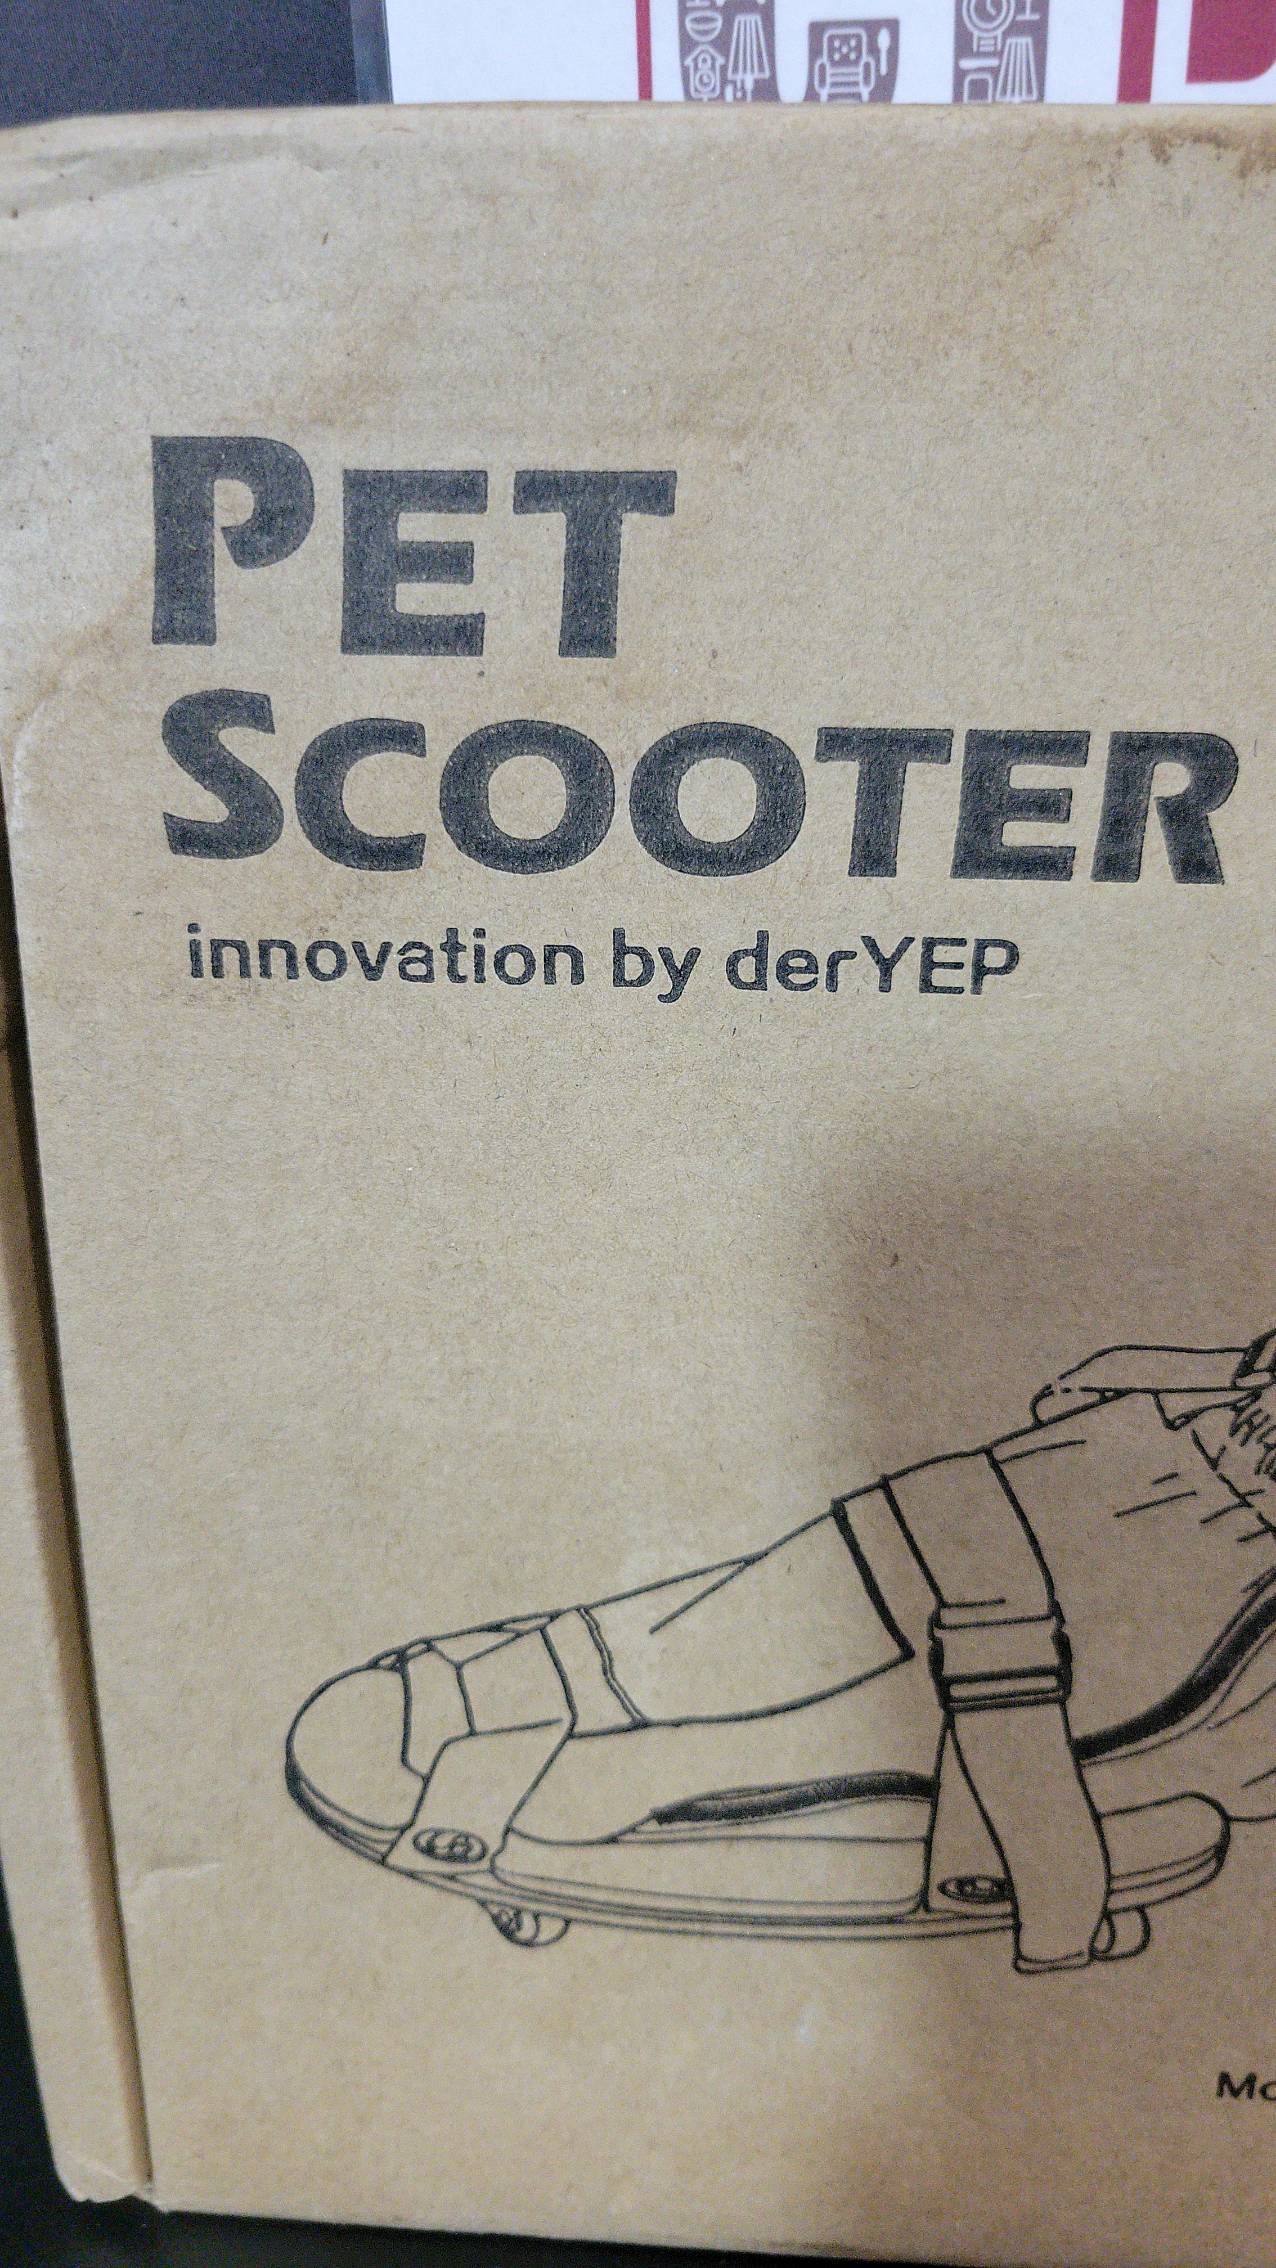 PET
SCOOTER
innovation by derYEP